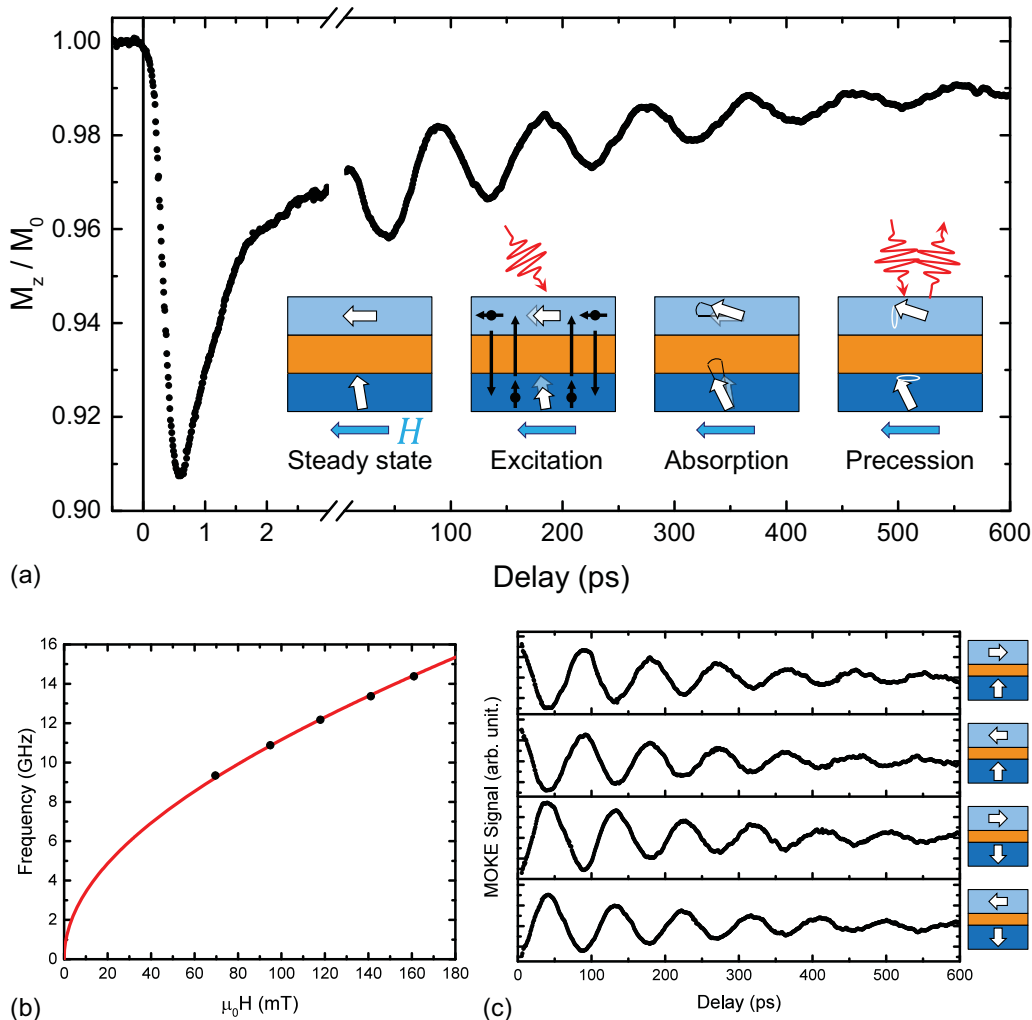 1.00
0.98
0.96
0.94
0.92
0.90
M_z / M_0
H
Steady state Excitation Absorption Precession
0 1 2 100 200 300 400 500 600
(a) Delay (ps)
16
14
12
10
8
6
4
2
0
Frequency (GHz)
0 20 40 60 80 100 120 140 160 180
(b) μ₀H (mT)
MOKE Signal (arb. unit.)
0 100 200 300 400 500 600
(c) Delay (ps)